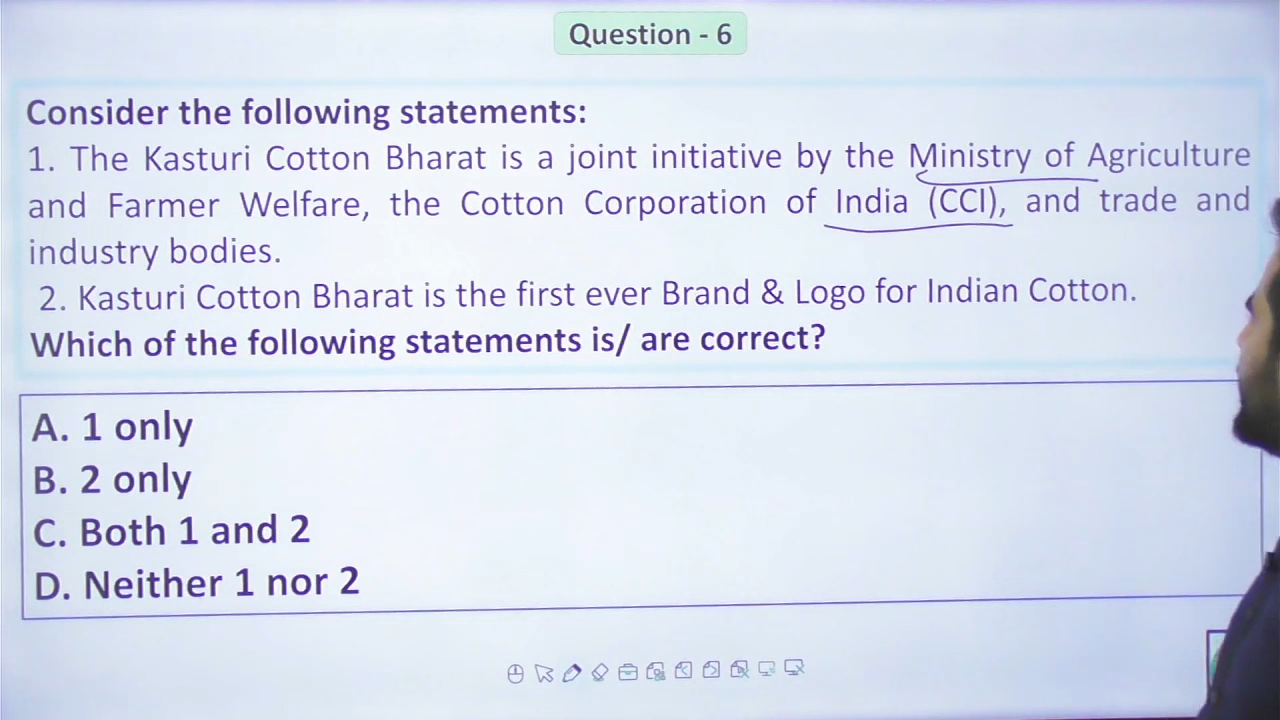 Question - 6
Consider the following statements:
1. The Kasturi Cotton Bharat is a joint initiative by the Ministry of Agriculture
and Farmer Welfare, the Cotton Corporation of India (CCI), and trade and
industry bodies.
2. Kasturi Cotton Bharat is the first ever Brand & Logo for Indian Cotton.
Which of the following statements is/ are correct?
A. 1 only
B. 2 only
C. Both 1 and 2
D. Neither 1 nor 2